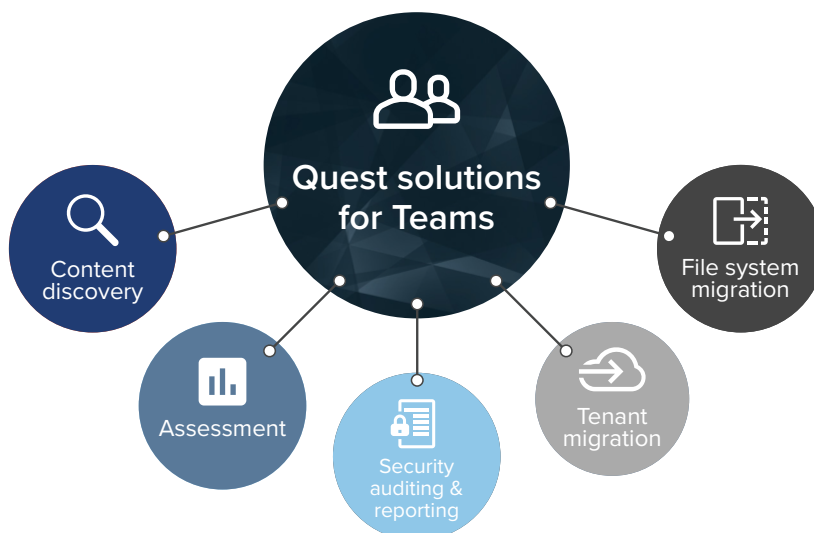 Quest solutions
for Teams
Content
discovery
Assessment
Security
auditing &
reporting
Tenant
migration
File system
migration